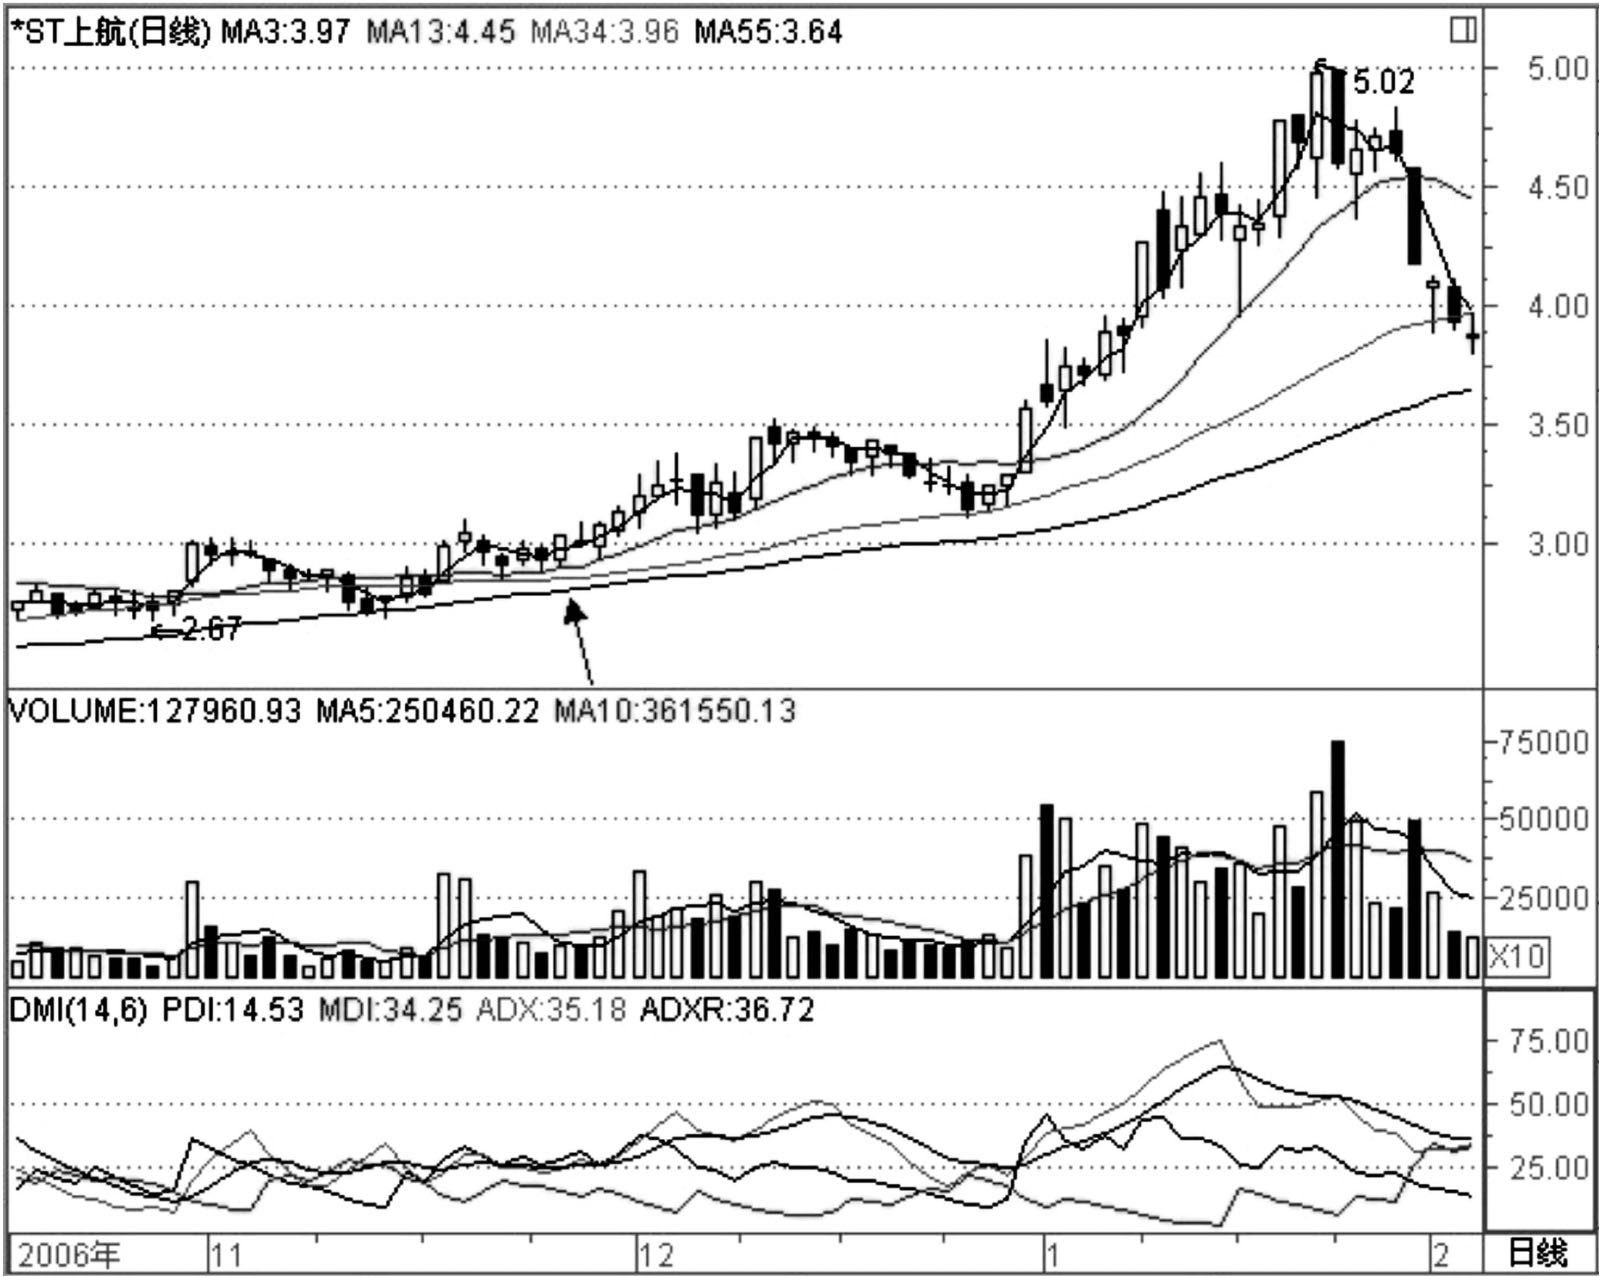 *ST上航(日线) MA3:3.97 MA13:4.45 MA34:3.96 MA55:3.64
5.00
5.02
4.50
4.00
3.50
3.00
2.67
VOLUME:127960.93 MA5:250460.22 MA10:361550.13
75000
50000
25000
X10
DMI(14,6) PDI:14.53 MDI:34.25 ADX:35.18 ADXR:36.72
75.00
50.00
25.00
2006年 11 12 1 2 日线